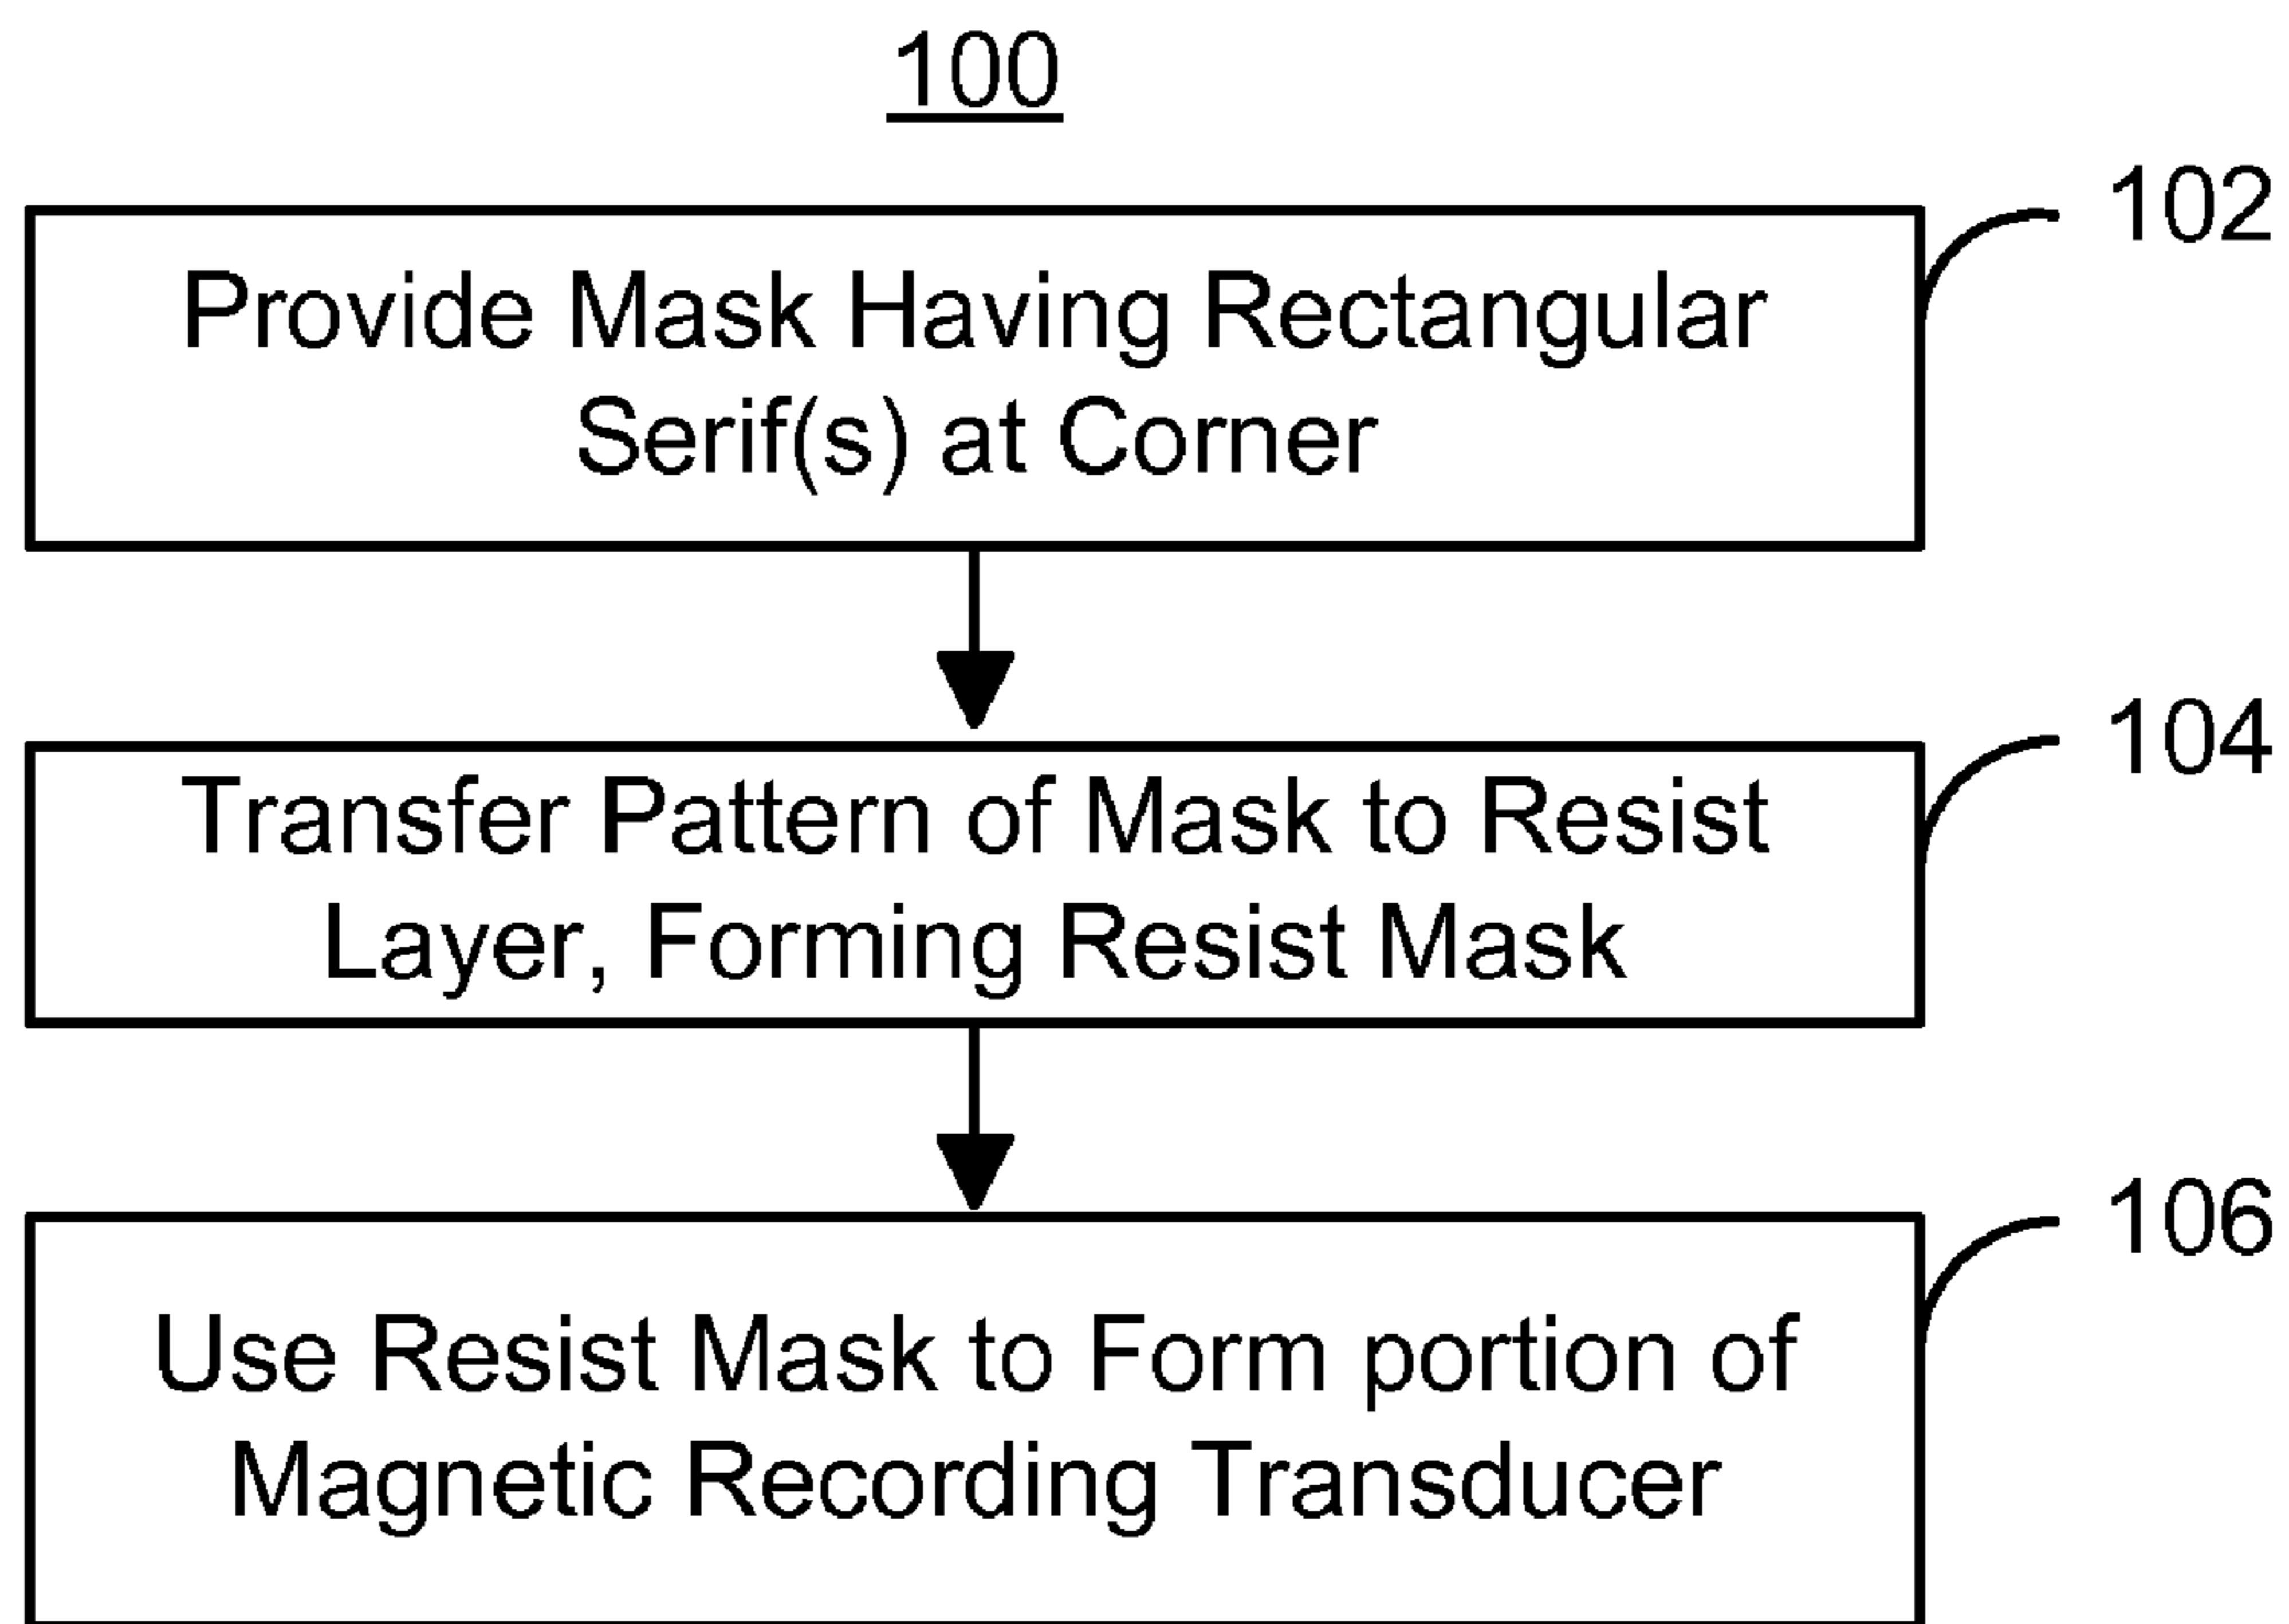 100
102
Provide Mask Having Rectangular
Serif(s) at Corner
104
Transfer Pattern of Mask to Resist
Layer, Forming Resist Mask
106
Use Resist Mask to Form portion of
Magnetic Recording Transducer